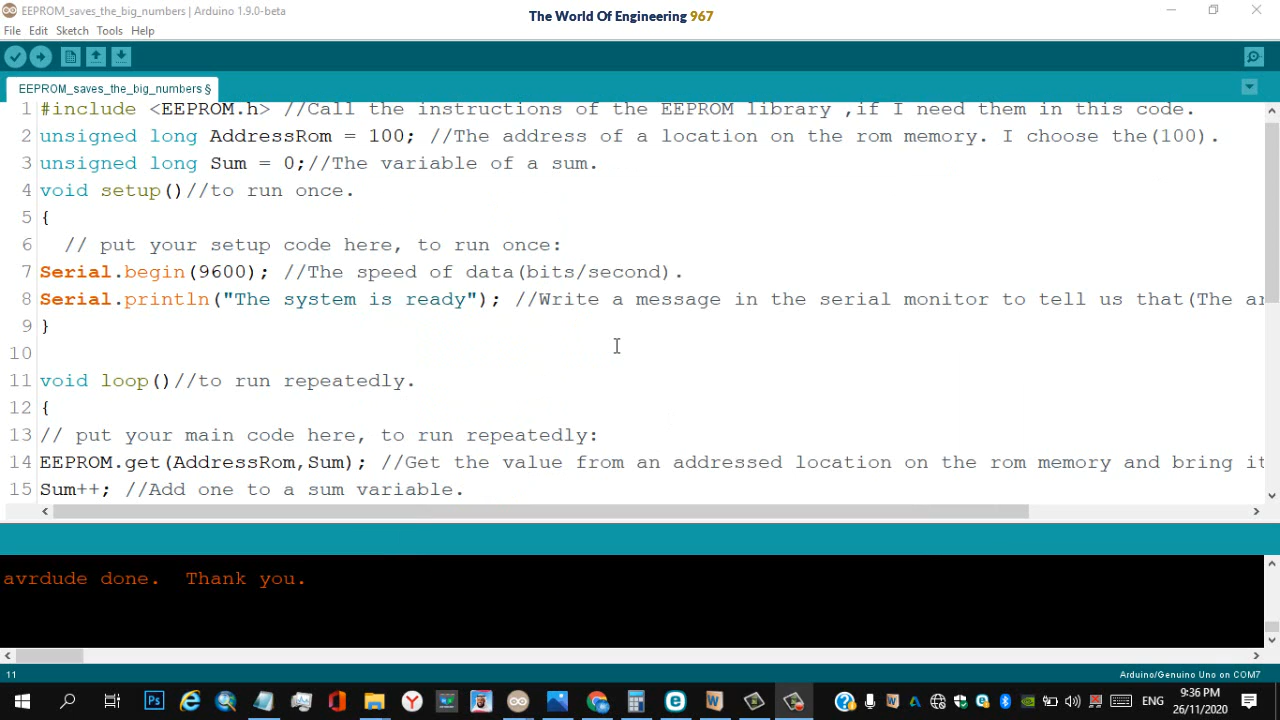 EEPROM_saves_the_big_numbers | Arduino 1.9.0-beta
The World Of Engineering 967
File Edit Sketch Tools Help
EEPROM_saves_the_big_numbers §
1 #include <EEPROM.h> //Call the instructions of the EEPROM library ,if I need them in this code.
2 unsigned long AddressRom = 100; //The address of a location on the rom memory. I choose the(100).
3 unsigned long Sum = 0;//The variable of a sum.
4 void setup()//to run once.
5 {
6 // put your setup code here, to run once:
7 Serial.begin(9600); //The speed of data(bits/second).
8 Serial.println("The system is ready"); //Write a message in the serial monitor to tell us that(The ar
9 }
10
11 void loop()//to run repeatedly.
12 {
13 // put your main code here, to run repeatedly:
14 EEPROM.get(AddressRom,Sum); //Get the value from an addressed location on the rom memory and bring it
15 Sum++; //Add one to a sum variable.
avrdude done. Thank you.
11
Arduino/Genuino Uno on COM7
Ps
W
W
ENG
9:36 PM
26/11/2020